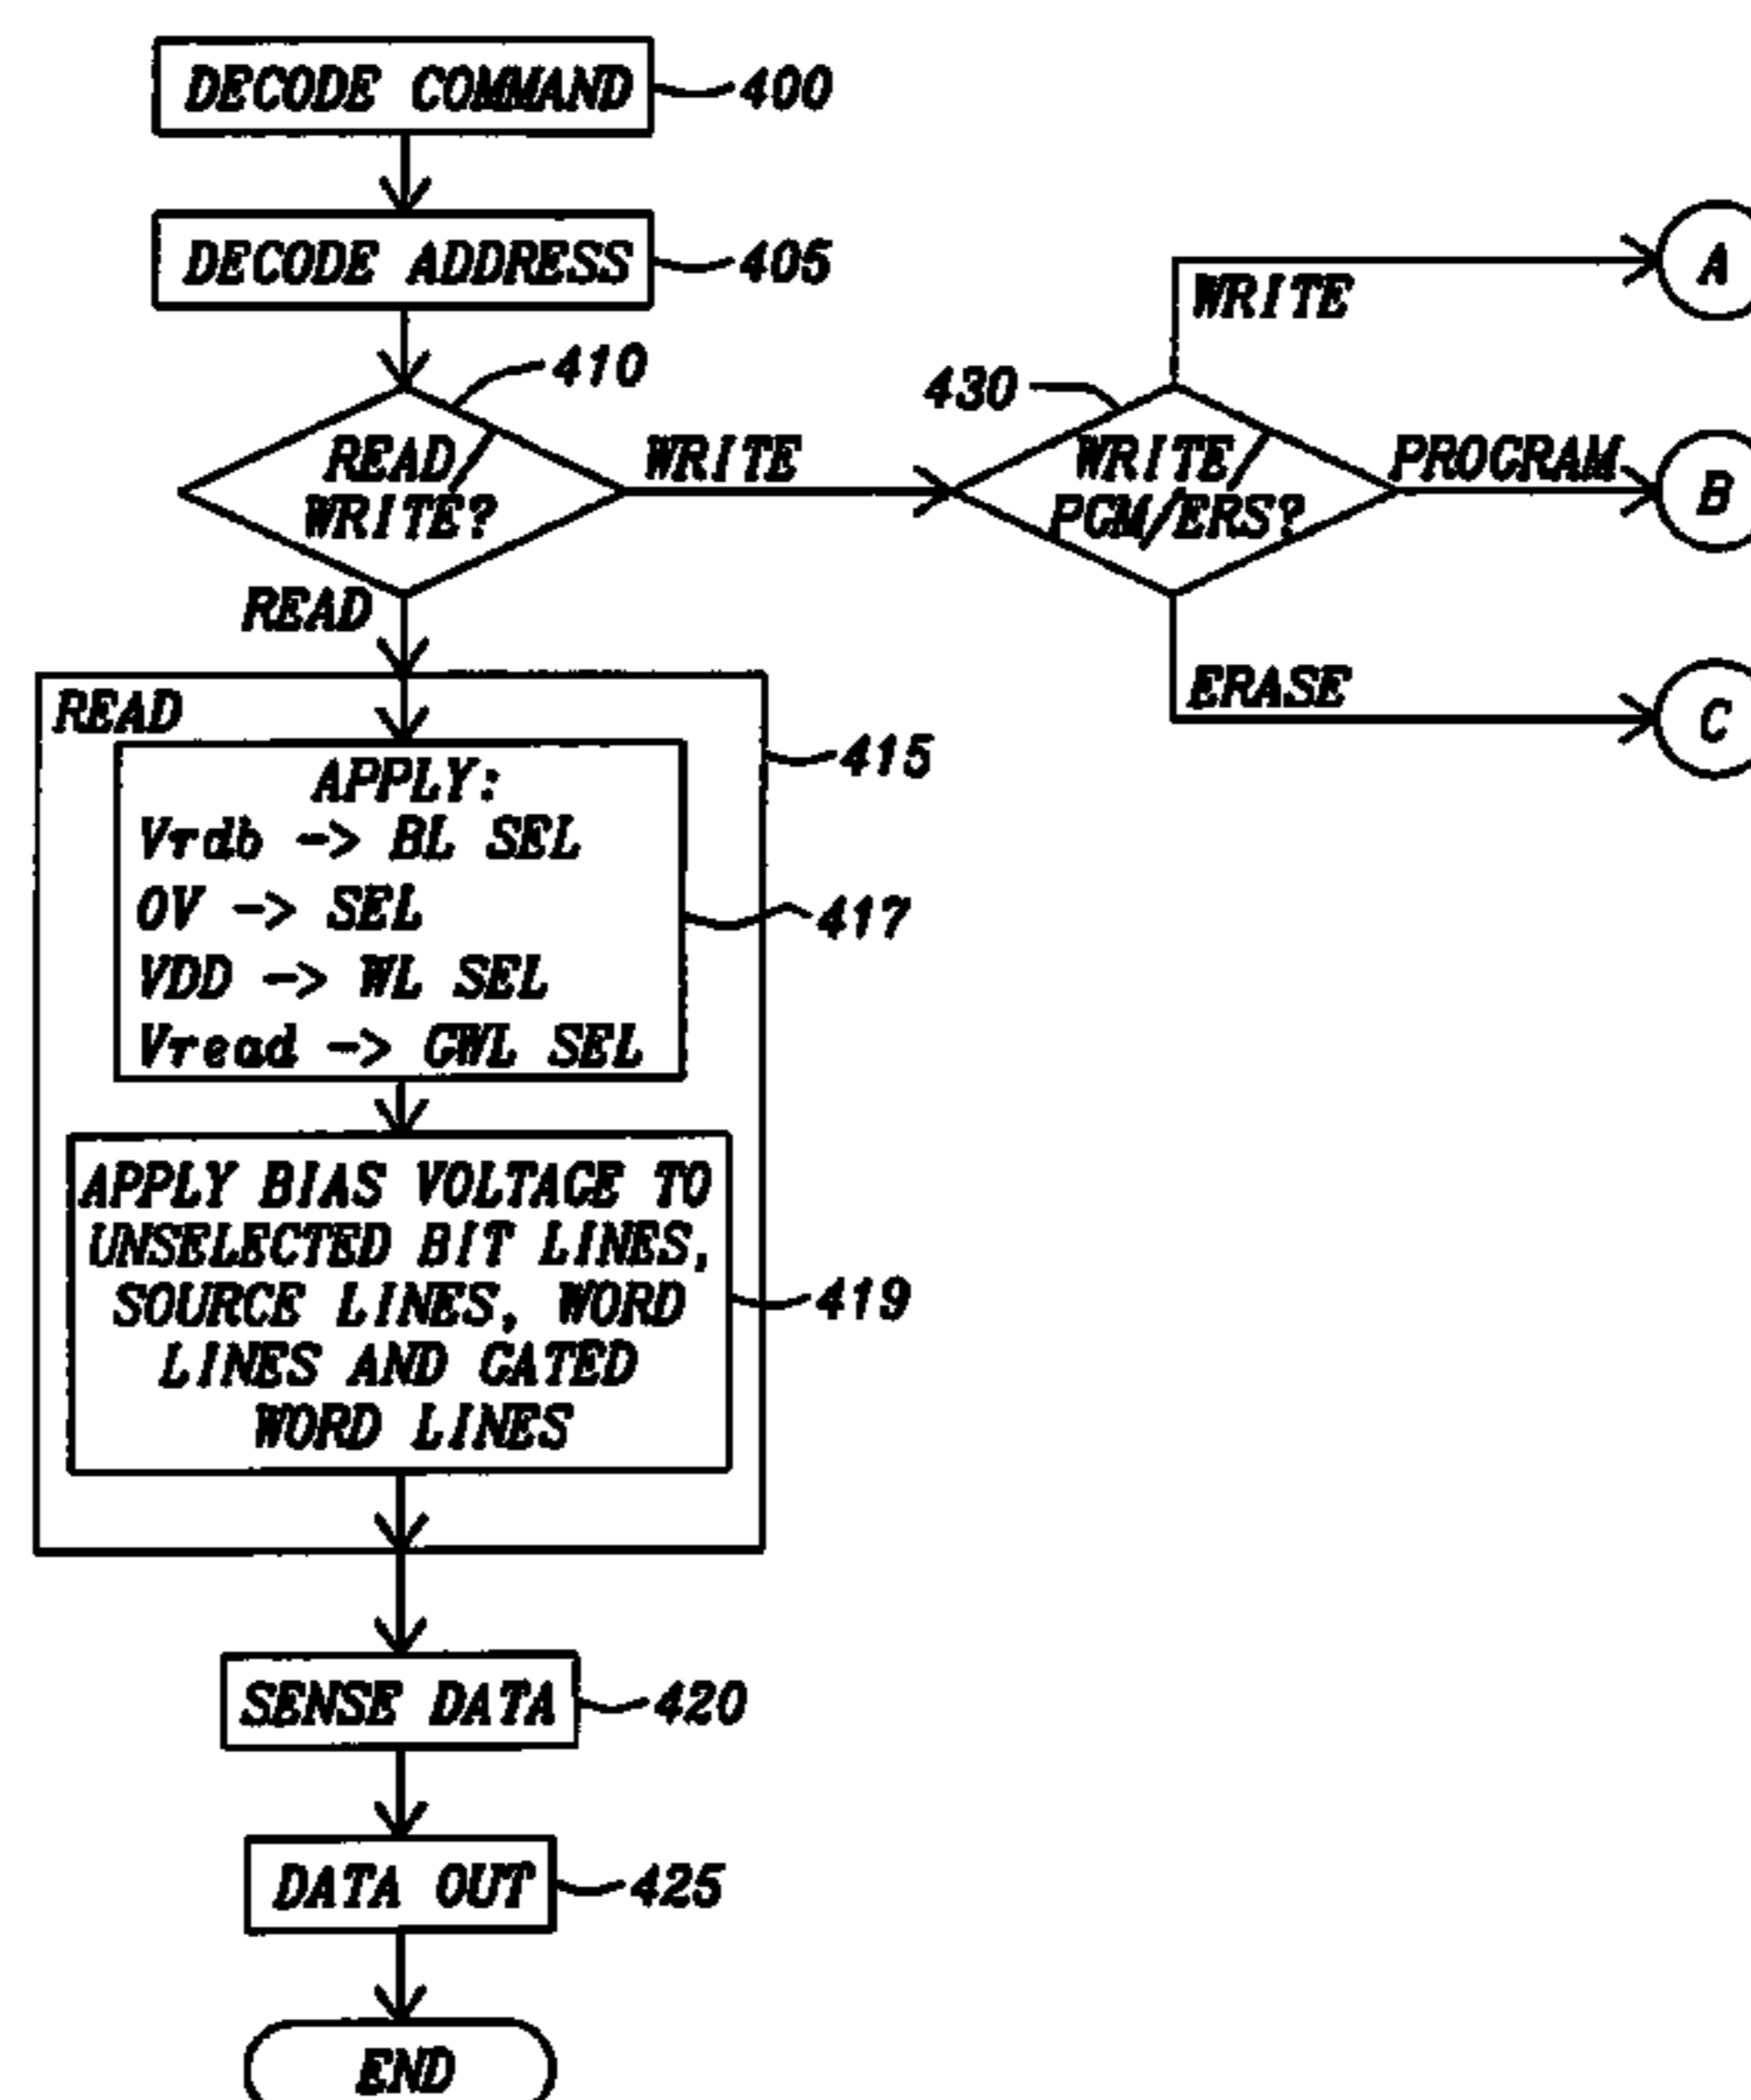 DECODE COMMAND 400
DECODE ADDRESS 405
410
READ/
WRITE?
WRITE
READ
430
WRITE/
PGM/ERS?
WRITE
A
PROGRAM
B
ERASE
C
READ
415
APPLY:
Vrdb -> BL SEL
0V -> SEL
VDD -> WL SEL
Vread -> GWL SEL
417
APPLY BIAS VOLTAGE TO
UNSELECTED BIT LINES,
SOURCE LINES, WORD
LINES AND GATED
WORD LINES
419
SENSE DATA 420
DATA OUT 425
END